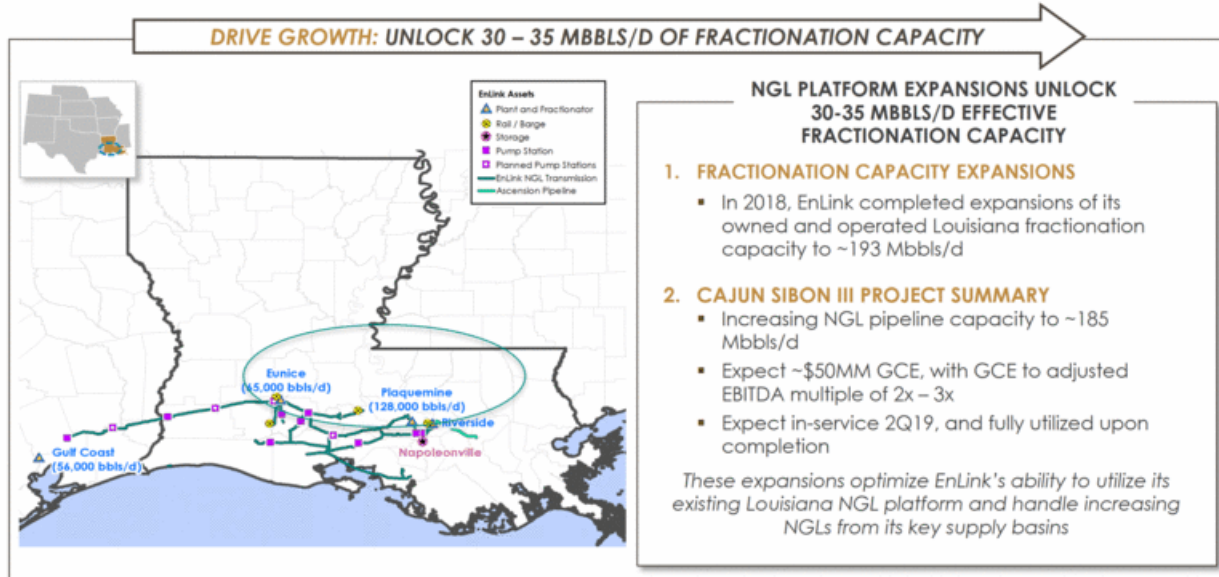 DRIVE GROWTH: UNLOCK 30 – 35 MBBLS/D OF FRACTIONATION CAPACITY
EnLink Assets
Plant and Fractionator
Rail / Barge
Storage
Pump Station
Planned Pump Stations
EnLink NGL Transmission
Ascension Pipeline
Eunice
(65,000 bbls/d)
Plaquemine
(128,000 bbls/d)
Riverside
Napoleonville
Gulf Coast
(56,000 bbls/d)
NGL PLATFORM EXPANSIONS UNLOCK
30-35 MBBLS/D EFFECTIVE
FRACTIONATION CAPACITY
1. FRACTIONATION CAPACITY EXPANSIONS
▪ In 2018, EnLink completed expansions of its
owned and operated Louisiana fractionation
capacity to ~193 Mbbls/d
2. CAJUN SIBON III PROJECT SUMMARY
▪ Increasing NGL pipeline capacity to ~185
Mbbls/d
▪ Expect ~$50MM GCE, with GCE to adjusted
EBITDA multiple of 2x – 3x
▪ Expect in-service 2Q19, and fully utilized upon
completion
These expansions optimize EnLink's ability to utilize its
existing Louisiana NGL platform and handle increasing
NGLs from its key supply basins